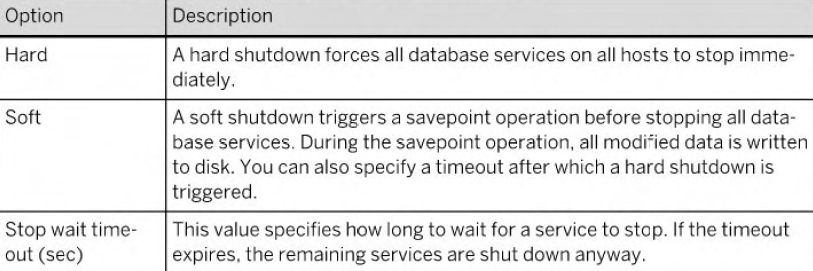 Option Description
Hard A hard shutdown forces all database services on all hosts to stop imme-
diately.
Soft A soft shutdown triggers a savepoint operation before stopping all data-
base services. During the savepoint operation, all modified data is written
to disk. You can also specify a timeout after which a hard shutdown is
triggered.
Stop wait time- This value specifies how long to wait for a service to stop. If the timeout
out (sec) expires, the remaining services are shut down anyway.